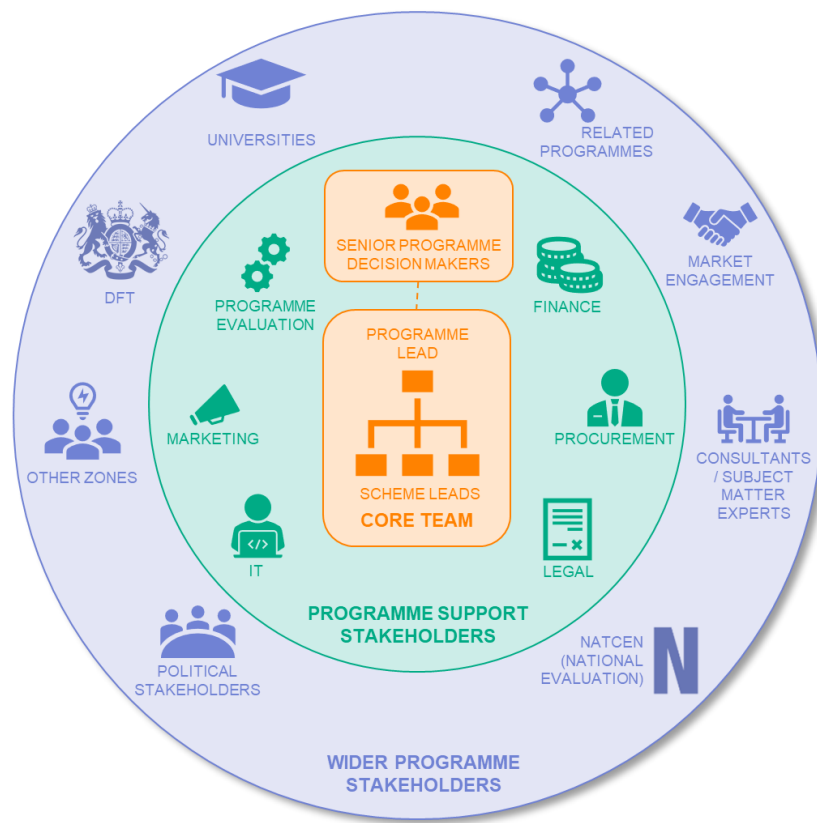 UNIVERSITIES
RELATED
PROGRAMMES
SENIOR PROGRAMME
DECISION MAKERS
MARKET
ENGAGEMENT
DFT
PROGRAMME
EVALUATION
FINANCE
PROGRAMME
LEAD
MARKETING
PROCUREMENT
OTHER ZONES
CONSULTANTS
/ SUBJECT
MATTER
EXPERTS
SCHEME LEADS
CORE TEAM
</>
IT
LEGAL
PROGRAMME SUPPORT
STAKEHOLDERS
POLITICAL
STAKEHOLDERS
NATCEN
(NATIONAL
EVALUATION)
N
WIDER PROGRAMME
STAKEHOLDERS